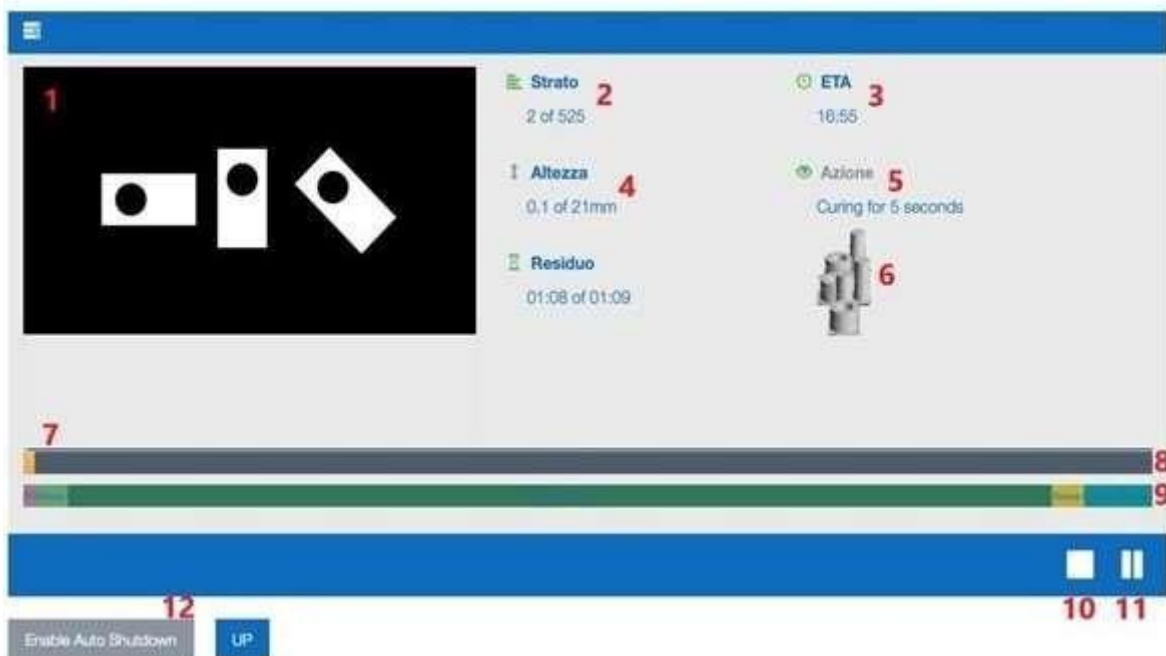 1
Strato 2
2 of 525
ETA 3
16:55
Altezza 4
0.1 of 21mm
Azione 5
Curing for 5 seconds
Residuo
01:08 of 01:09
6
7
8
9
10 11
12
Enable Auto Shutdown UP